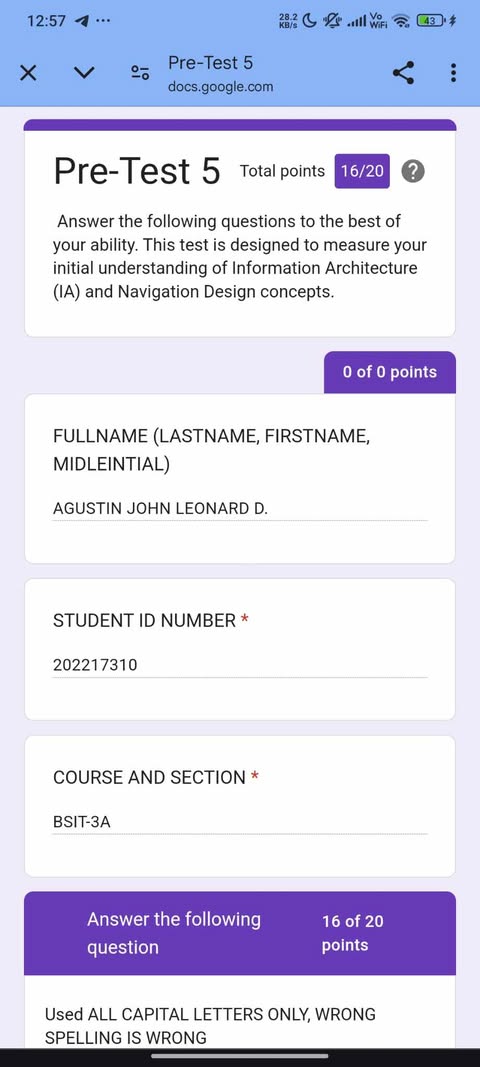 12:57
28.2
KB/s
Vo
WiFi
43
Pre-Test 5
docs.google.com
Pre-Test 5
Total points
16/20
?
Answer the following questions to the best of
your ability. This test is designed to measure your
initial understanding of Information Architecture
(IA) and Navigation Design concepts.
0 of 0 points
FULLNAME (LASTNAME, FIRSTNAME,
MIDLEINTIAL)
AGUSTIN JOHN LEONARD D.
STUDENT ID NUMBER *
202217310
COURSE AND SECTION *
BSIT-3A
Answer the following
question
16 of 20
points
Used ALL CAPITAL LETTERS ONLY, WRONG
SPELLING IS WRONG